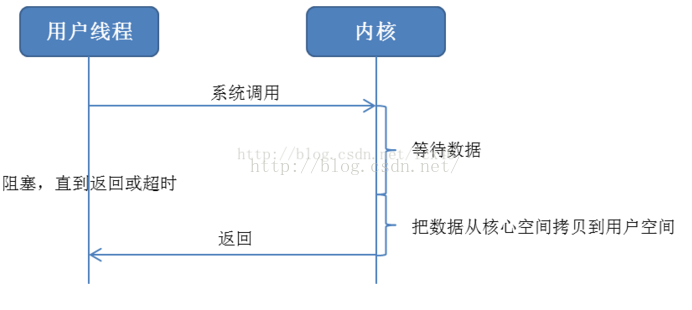 用户线程
内核
系统调用
等待数据
http://blog.csdn.net/
阻塞，直到返回或超时
把数据从核心空间拷贝到用户空间
返回